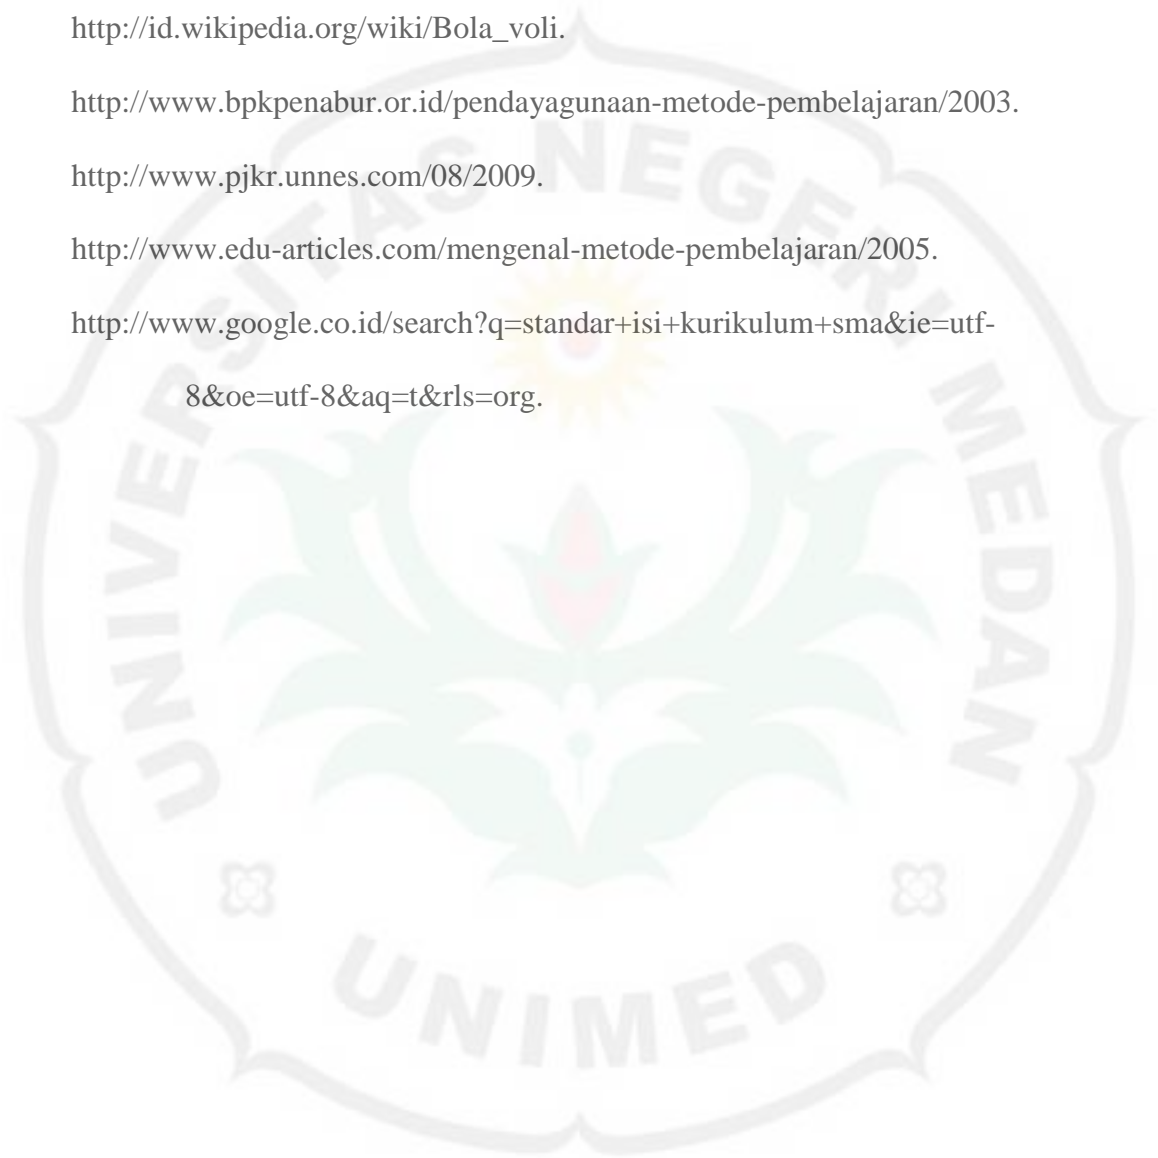 http://id.wikipedia.org/wiki/Bola_voli.
http://www.bpkpenabur.or.id/pendayagunaan-metode-pembelajaran/2003.
http://www.pjkr.unnes.com/08/2009.
http://www.edu-articles.com/mengenal-metode-pembelajaran/2005.
http://www.google.co.id/search?q=standar+isi+kurikulum+sma&ie=utf-
8&oe=utf-8&aq=t&rls=org.
UNIVERSITAS NEGERI MEDAN
UNIMED